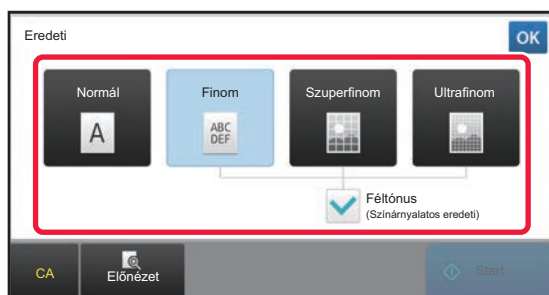 Eredeti
OK
Normál
Finom
Szuperfinom
Ultrafinom
A
ABC
DEF
Féltónus
(Színárnyalatos eredeti)
CA
Előnézet
Start